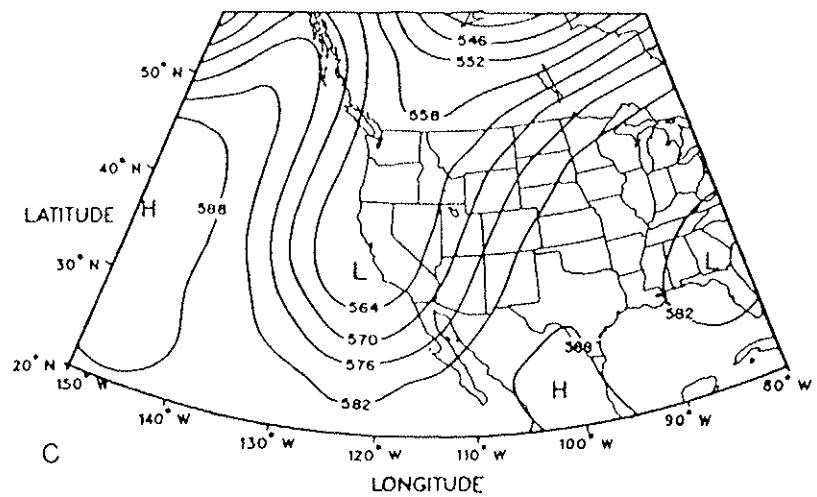 546
552
50° N
558
40° N
588
LATITUDE H
30° N
L
L
564
582
570
588
576
20° N
H
150° W
582
80° W
140° W
90° W
130° W
100° W
120° W
110° W
C
LONGITUDE